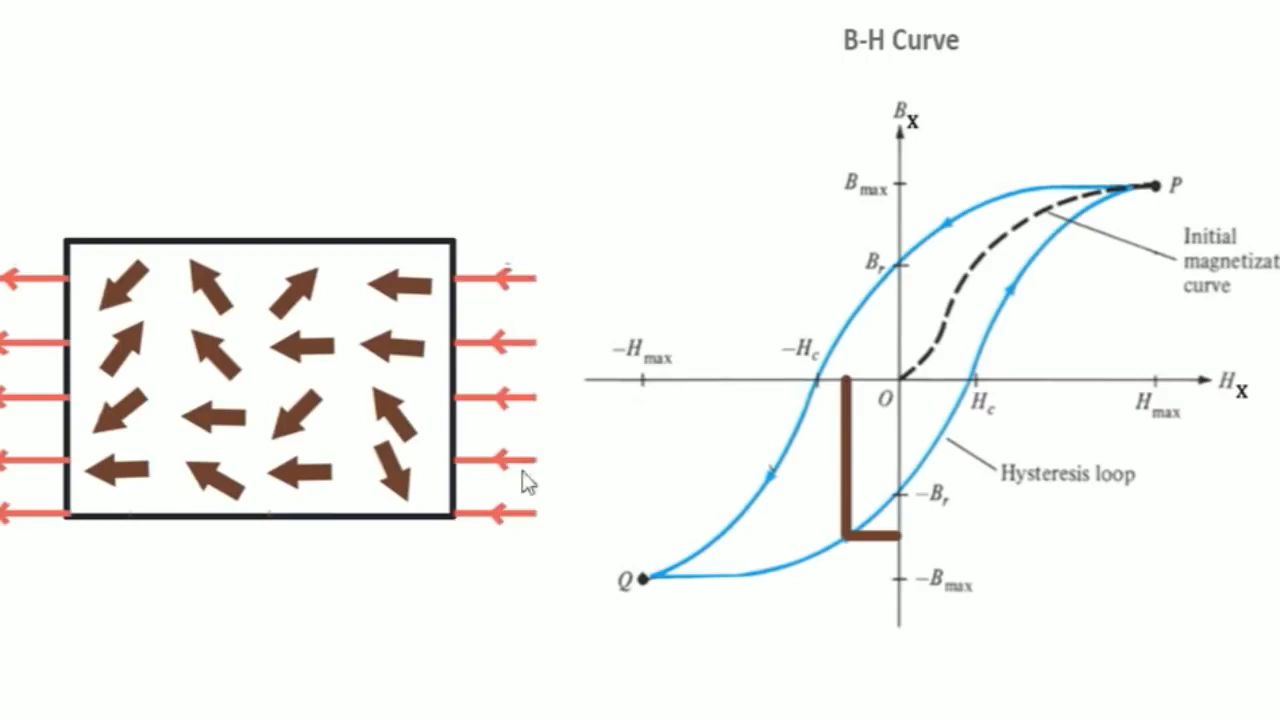 B-H Curve
Bx
Bmax
P
Initial
magnetizat
curve
Br
-Hmax
-Hc
O
Hc
Hmax
Hx
Hysteresis loop
-Br
Q
-Bmax